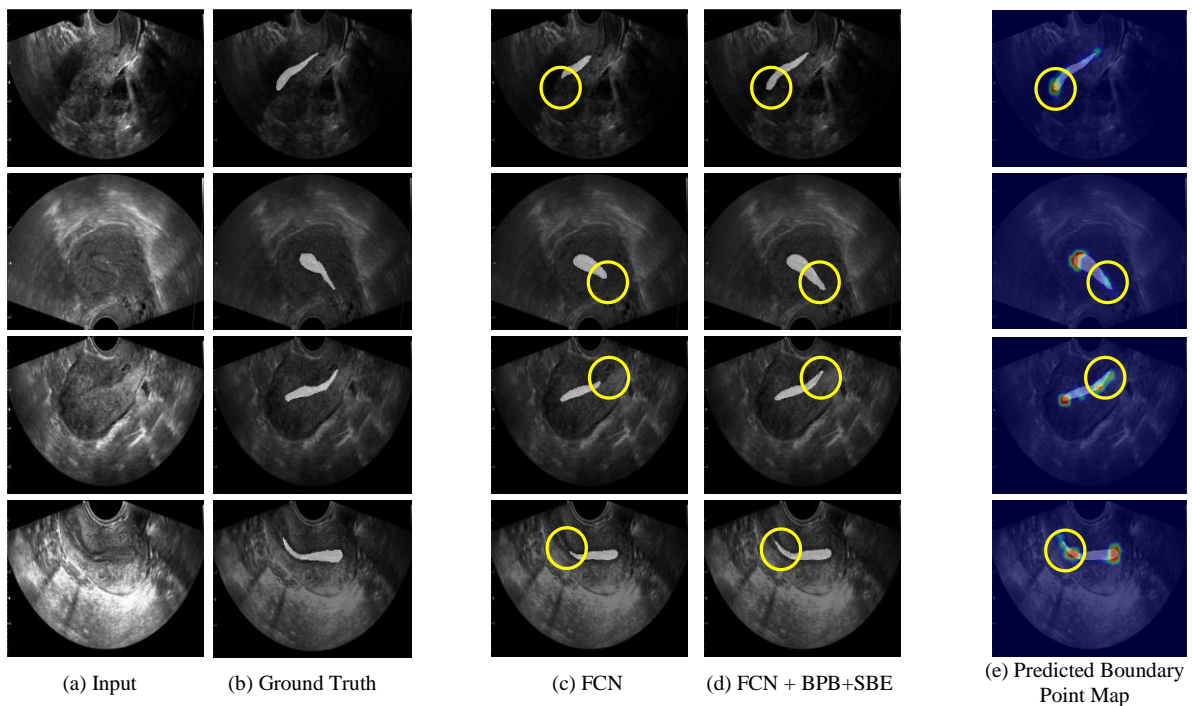 (a) Input
(b) Ground Truth
(c) FCN
(d) FCN + BPB+SBE
(e) Predicted Boundary
Point Map